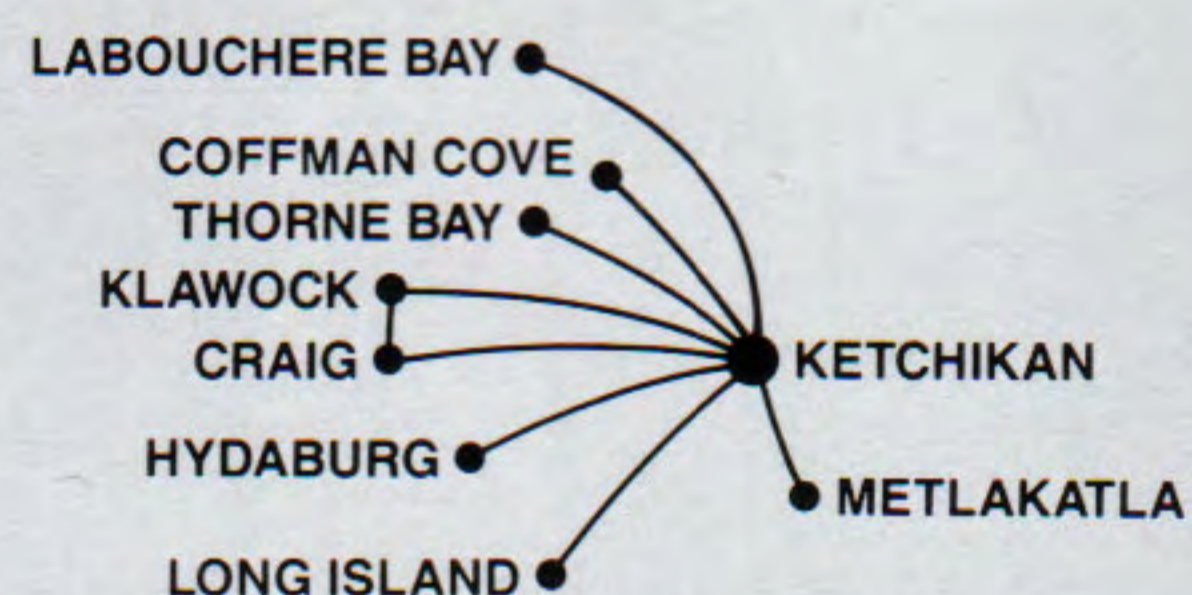 LABOUCHERE BAY
COFFMAN COVE
THORNE BAY
KLAWOCK
CRAIG
KETCHIKAN
HYDABURG
METLAKATLA
LONG ISLAND